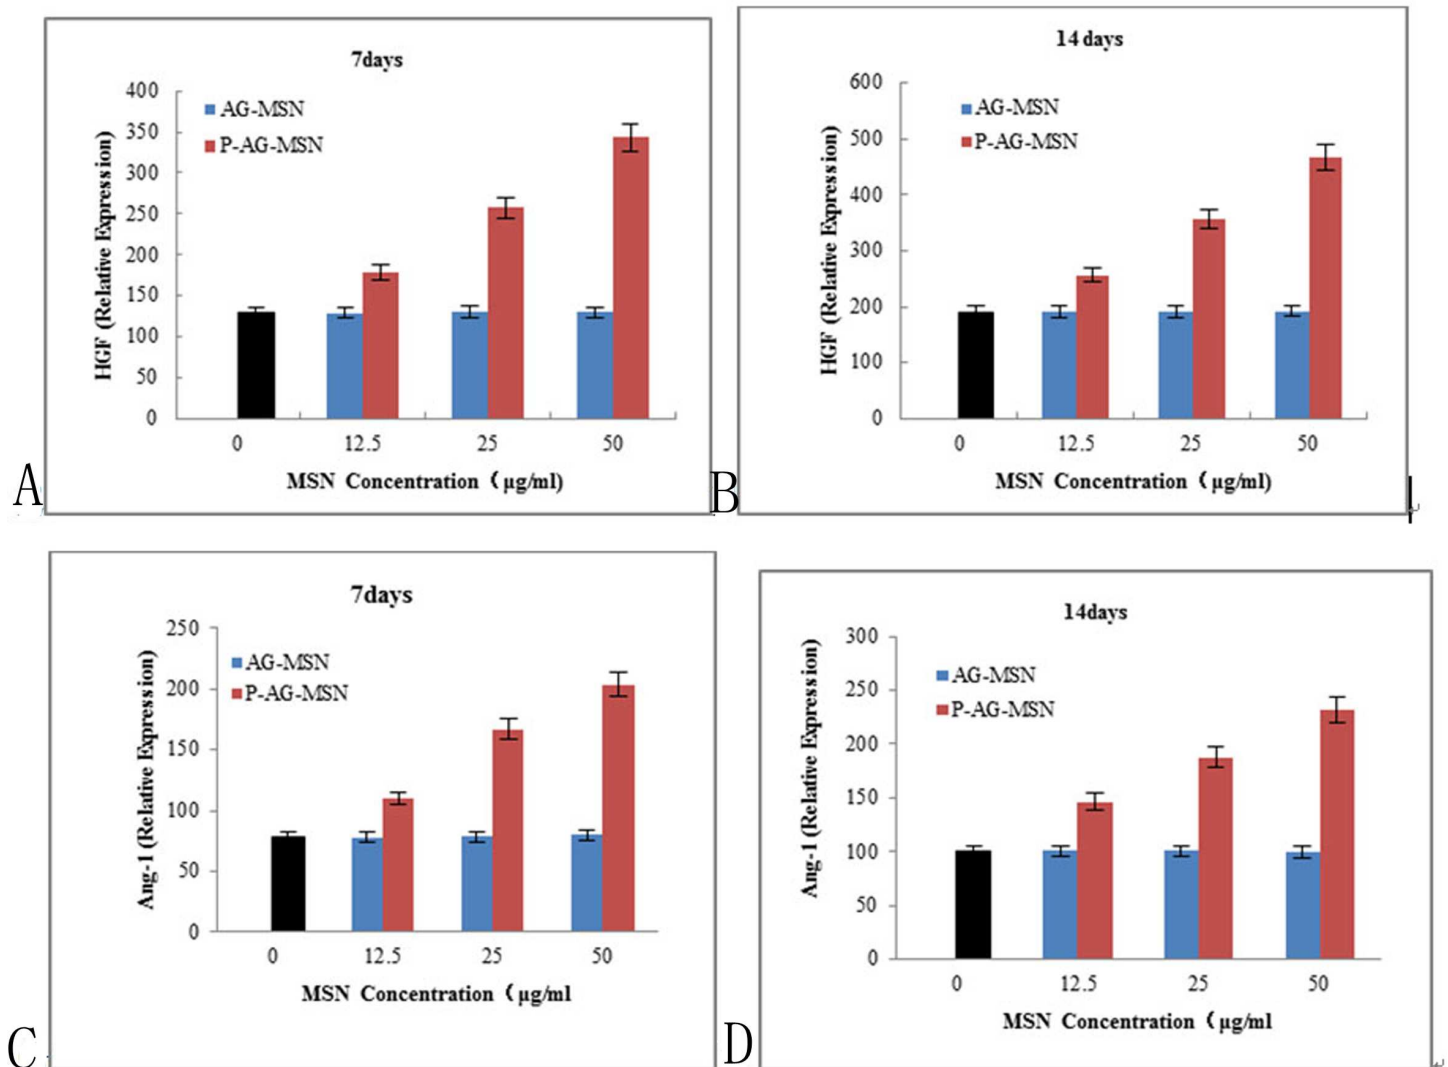 7days
400
350
300
250
200
150
100
50
0
AG-MSN
P-AG-MSN
HGF (Relative Expression)
0 12.5 25 50
MSN Concentration（μg/ml)
A
14 days
600
500
400
300
200
100
0
AG-MSN
P-AG-MSN
HGF (Relative Expression)
0 12.5 25 50
MSN Concentration（μg/ml)
B
7days
250
200
150
100
50
0
AG-MSN
P-AG-MSN
Ang-1 (Relative Expression)
0 12.5 25 50
MSN Concentration（μg/ml
C
14days
300
250
200
150
100
50
0
AG-MSN
P-AG-MSN
Ang-1 (Relative Expression)
0 12.5 25 50
MSN Concentration（μg/ml
D